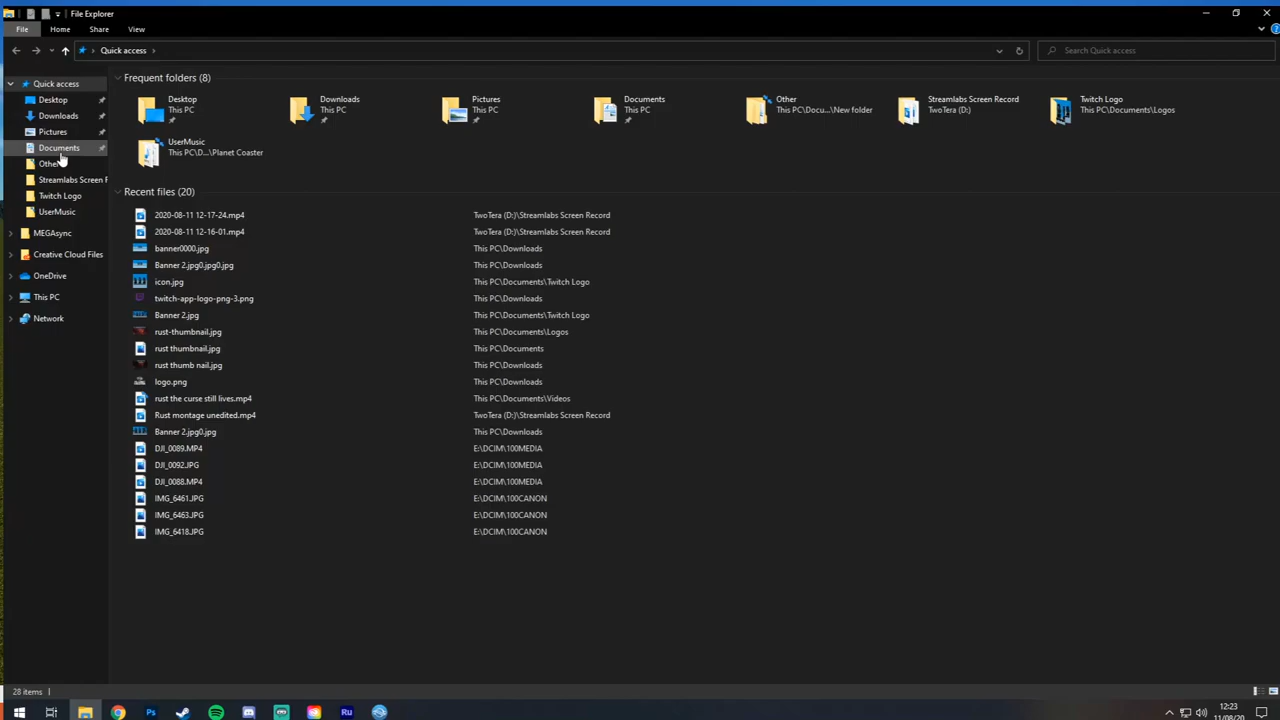 File Explorer
File Home Share View
Quick access
Search Quick access
Quick access
Desktop
Downloads
Pictures
Documents
Other
Streamlabs Screen R
Twitch Logo
UserMusic
MEGAsync
Creative Cloud Files
OneDrive
This PC
Network
Frequent folders (8)
Desktop
This PC
Downloads
This PC
Pictures
This PC
Documents
This PC
Other
This PC\Docu...\New folder
Streamlabs Screen Record
TwoTera (D:)
Twitch Logo
This PC\Documents\Logos
UserMusic
This PC\D...\Planet Coaster
Recent files (20)
2020-08-11 12-17-24.mp4 TwoTera (D:)\Streamlabs Screen Record
2020-08-11 12-16-01.mp4 TwoTera (D:)\Streamlabs Screen Record
banner0000.jpg This PC\Downloads
Banner 2.jpg0.jpg0.jpg This PC\Downloads
icon.jpg This PC\Documents\Twitch Logo
twitch-app-logo-png-3.png This PC\Downloads
Banner 2.jpg This PC\Documents\Twitch Logo
rust-thumbnail.jpg This PC\Documents\Logos
rust thumbnail.jpg This PC\Documents
rust thumb nail.jpg This PC\Downloads
logo.png This PC\Downloads
rust the curse still lives.mp4 This PC\Documents\Videos
Rust montage unedited.mp4 TwoTera (D:)\Streamlabs Screen Record
Banner 2.jpg0.jpg This PC\Downloads
DJI_0089.MP4 E:\DCIM\100MEDIA
DJI_0092.JPG E:\DCIM\100MEDIA
DJI_0088.MP4 E:\DCIM\100MEDIA
IMG_6461.JPG E:\DCIM\100CANON
IMG_6463.JPG E:\DCIM\100CANON
IMG_6418.JPG E:\DCIM\100CANON
28 items
Ps
Ru
12:23
11/08/20